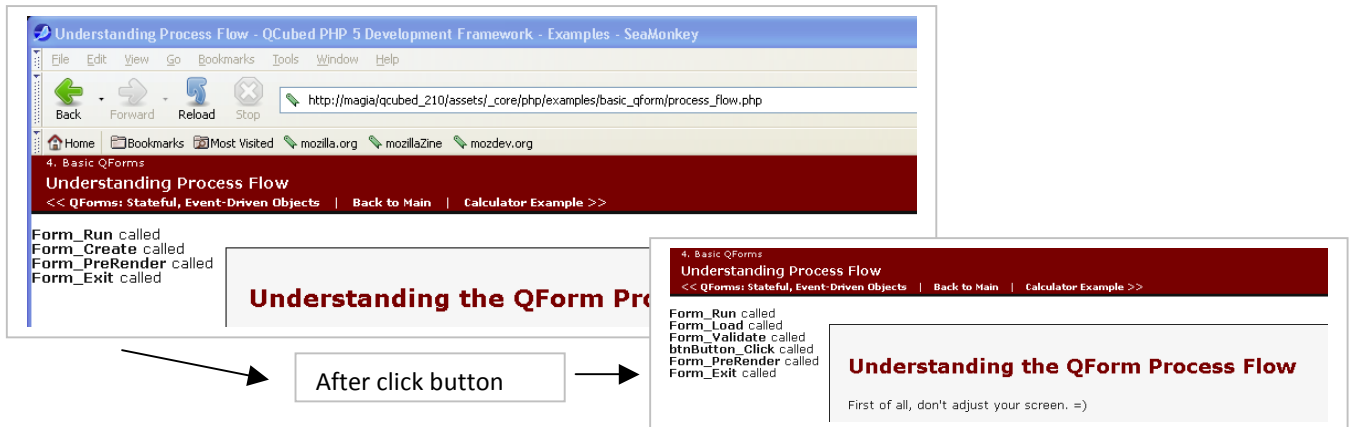 Understanding Process Flow - QCubed PHP 5 Development Framework - Examples - SeaMonkey
File Edit View Go Bookmarks Tools Window Help
Back Forward Reload Stop
http://magia/qcubed_210/assets/_core/php/examples/basic_qform/process_flow.php
Home Bookmarks Most Visited mozilla.org mozillaZine mozdev.org
4. Basic QForms
Understanding Process Flow
<< QForms: Stateful, Event-Driven Objects | Back to Main | Calculator Example >>
Form_Run called
Form_Create called
Form_PreRender called
Form_Exit called
Understanding the QForm Pro
After click button
4. Basic QForms
Understanding Process Flow
<< QForms: Stateful, Event-Driven Objects | Back to Main | Calculator Example >>
Form_Run called
Form_Load called
Form_Validate called
btnButton_Click called
Form_PreRender called
Form_Exit called
Understanding the QForm Process Flow
First of all, don't adjust your screen. =)